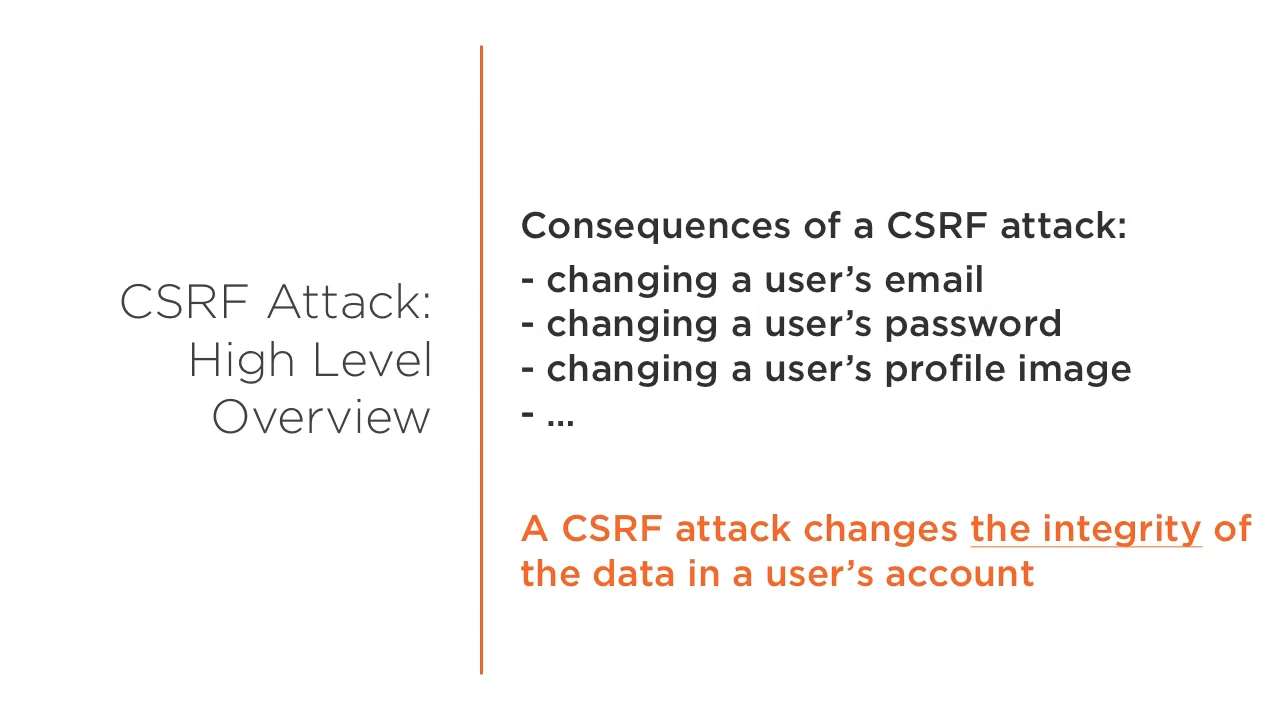 CSRF Attack:
High Level
Overview
Consequences of a CSRF attack:
- changing a user’s email
- changing a user’s password
- changing a user’s profile image
- ...
A CSRF attack changes the integrity of
the data in a user’s account